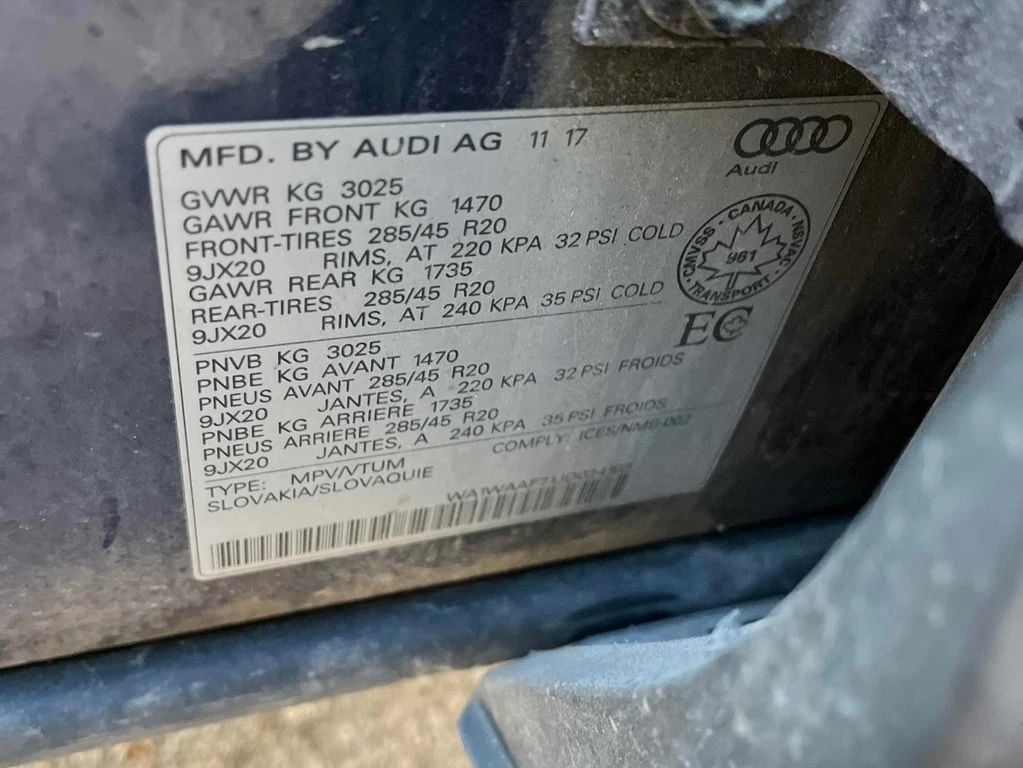 MFD. BY AUDI AG 11 17
Audi
GVWR KG 3025
GAWR FRONT KG 1470
FRONT-TIRES 285/45 R20
9JX20 RIMS, AT 220 KPA 32 PSI COLD
GAWR REAR KG 1735
REAR-TIRES 285/45 R20
9JX20 RIMS, AT 240 KPA 35 PSI COLD
CMVSS · CANADA · NSVAC · TRANSPORT
961
EC
PNVB KG 3025
PNBE KG AVANT 1470
PNEUS AVANT 285/45 R20
9JX20 JANTES, A 220 KPA 32 PSI FROIDS
PNBE KG ARRIERE 1735
PNEUS ARRIERE 285/45 R20
9JX20 JANTES, A 240 KPA 35 PSI FROIDS
TYPE: MPV/VTUM COMPLY: ICES/NMB-002
SLOVAKIA/SLOVAQUIE